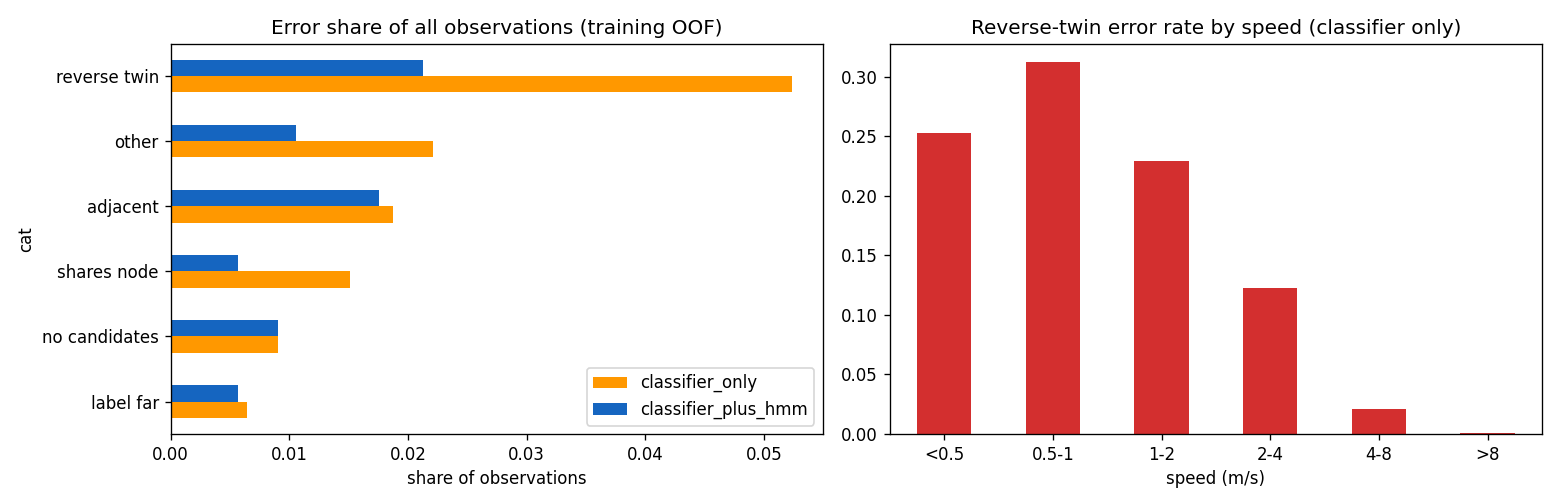 Error share of all observations (training OOF)
cat
reverse twin
other
adjacent
shares node
no candidates
label far
classifier_only
classifier_plus_hmm
0.00 0.01 0.02 0.03 0.04 0.05
share of observations
Reverse-twin error rate by speed (classifier only)
0.30
0.25
0.20
0.15
0.10
0.05
0.00
<0.5 0.5-1 1-2 2-4 4-8 >8
speed (m/s)